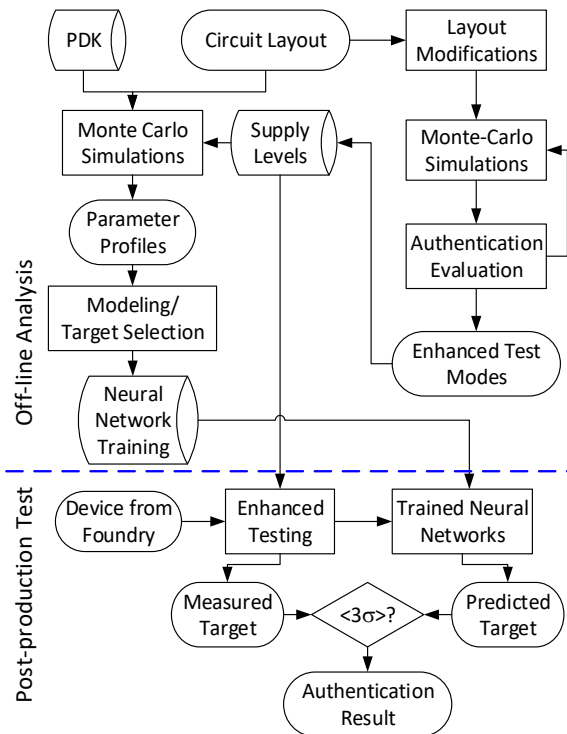 PDK
Circuit Layout
Layout
Modifications
Monte Carlo
Simulations
Supply
Levels
Monte-Carlo
Simulations
Parameter
Profiles
Authentication
Evaluation
Modeling/
Target Selection
Enhanced Test
Modes
Neural
Network
Training
Off-line Analysis
Device from
Foundry
Enhanced
Testing
Trained Neural
Networks
Measured
Target
<3σ>?
Predicted
Target
Authentication
Result
Post-production Test